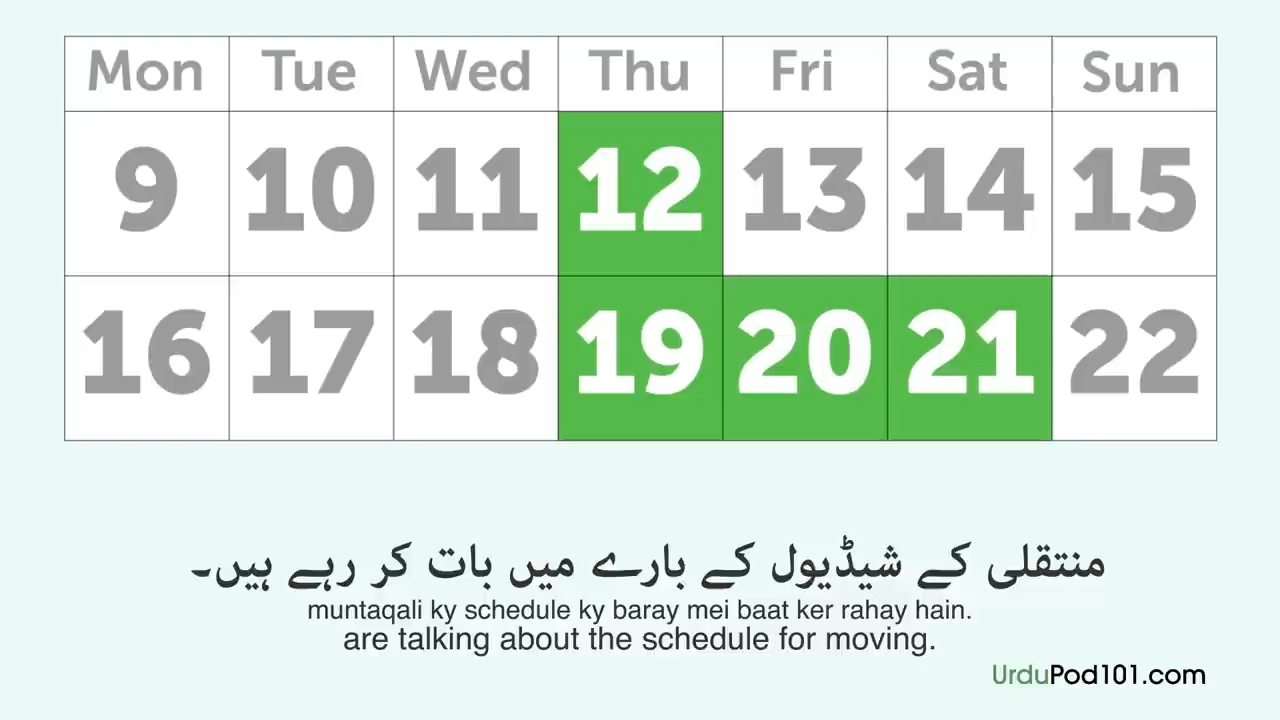 Mon Tue Wed Thu Fri Sat Sun
9 10 11 12 13 14 15
16 17 18 19 20 21 22
منتقلی کے شیڈیول کے بارے میں بات کر رہے ہیں۔
muntaqali ky schedule ky baray mei baat ker rahay hain.
are talking about the schedule for moving.
UrduPod101.com